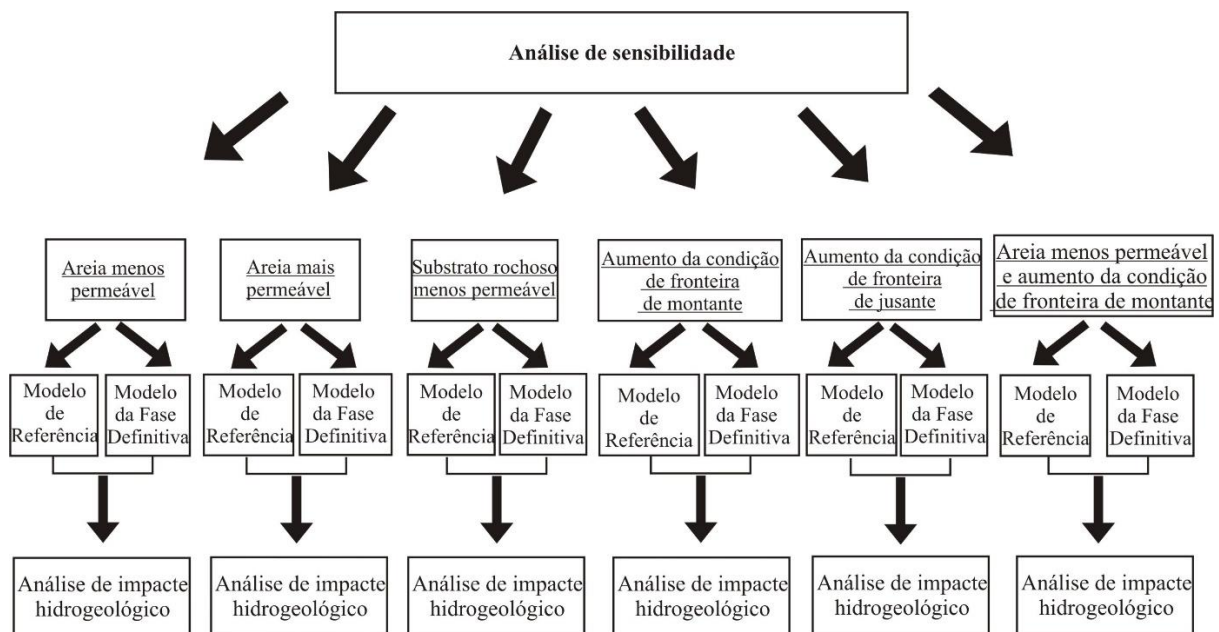 Análise de sensibilidade
Areia menos
permeável
Areia mais
permeável
Substrato rochoso
menos permeável
Aumento da condição
de fronteira
de montante
Aumento da condição
de fronteira
de jusante
Areia menos permeável
e aumento da condição
de fronteira de montante
Modelo
de
Referência
Modelo
da Fase
Definitiva
Modelo
de
Referência
Modelo
da Fase
Definitiva
Modelo
de
Referência
Modelo
da Fase
Definitiva
Modelo
de
Referência
Modelo
da Fase
Definitiva
Modelo
de
Referência
Modelo
da Fase
Definitiva
Modelo
de
Referência
Modelo
da Fase
Definitiva
Análise de impacte
hidrogeológico
Análise de impacte
hidrogeológico
Análise de impacte
hidrogeológico
Análise de impacte
hidrogeológico
Análise de impacte
hidrogeológico
Análise de impacte
hidrogeológico